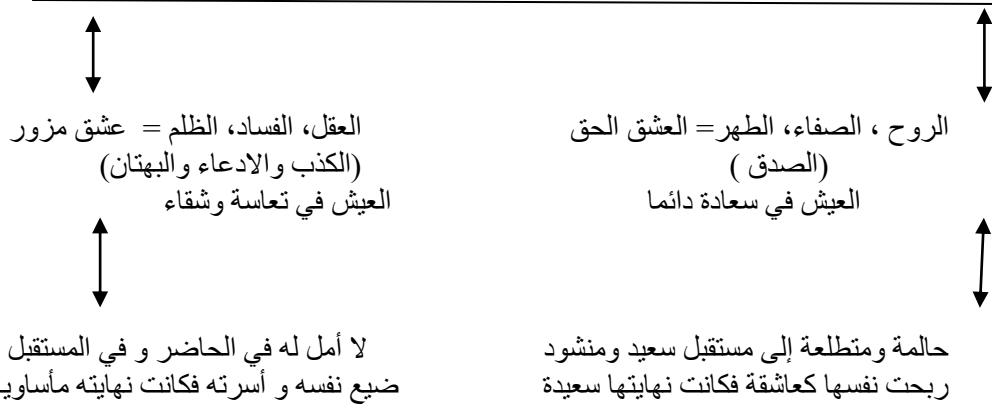 الروح ، الصفاء، الطهر= العشق الحق
(الصدق )
العيش في سعادة دائما
العقل، الفساد، الظلم = عشق مزور
(الكذب والادعاء والبهتان)
العيش في تعاسة وشقاء
حالمة ومتطلعة إلى مستقبل سعيد ومنشود
ربحت نفسها كعاشقة فكانت نهايتها سعيدة
لا أمل له في الحاضر و في المستقبل
ضيع نفسه و أسرته فكانت نهايته